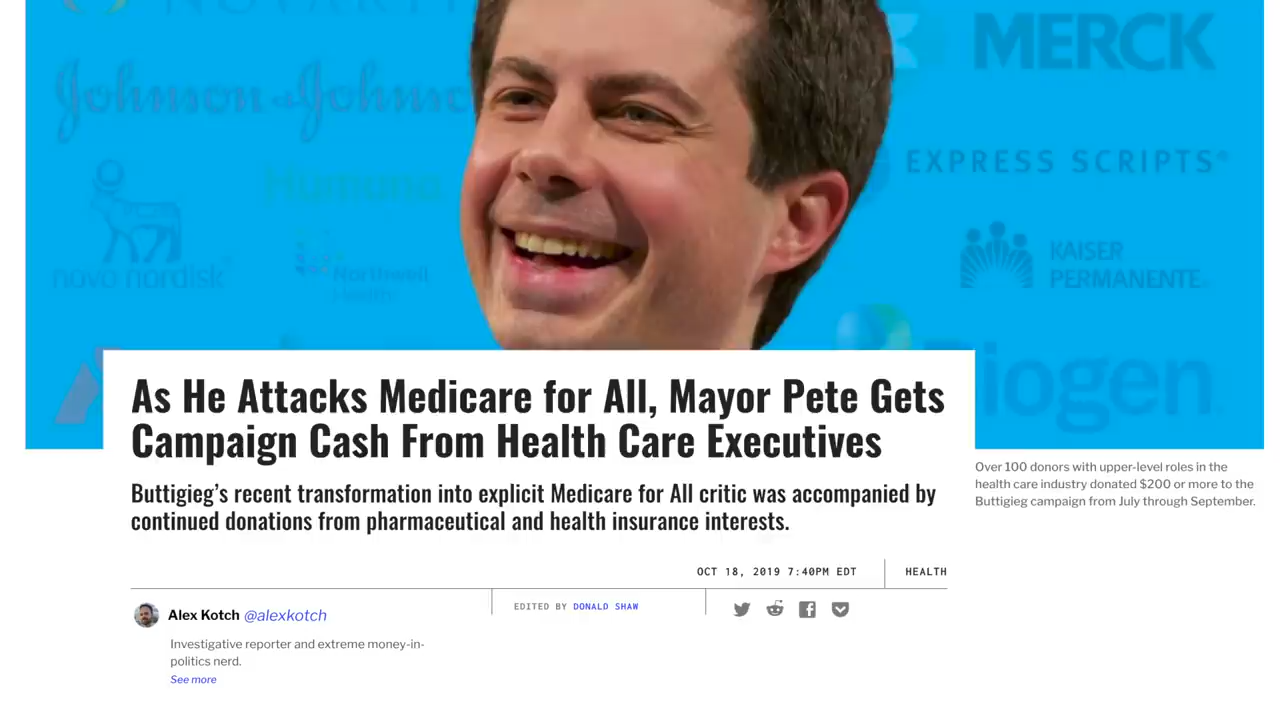 NOVARTIS
MERCK
Johnson & Johnson
EXPRESS SCRIPTS®
Humana
novo nordisk®
Northwell
Health
KAISER
PERMANENTE®
Biogen
As He Attacks Medicare for All, Mayor Pete Gets
Campaign Cash From Health Care Executives
Over 100 donors with upper-level roles in the
health care industry donated $200 or more to the
Buttigieg campaign from July through September.
Buttigieg’s recent transformation into explicit Medicare for All critic was accompanied by
continued donations from pharmaceutical and health insurance interests.
OCT 18, 2019 7:40PM EDT
HEALTH
Alex Kotch @alexkotch
EDITED BY DONALD SHAW
Investigative reporter and extreme money-in-
politics nerd.
See more